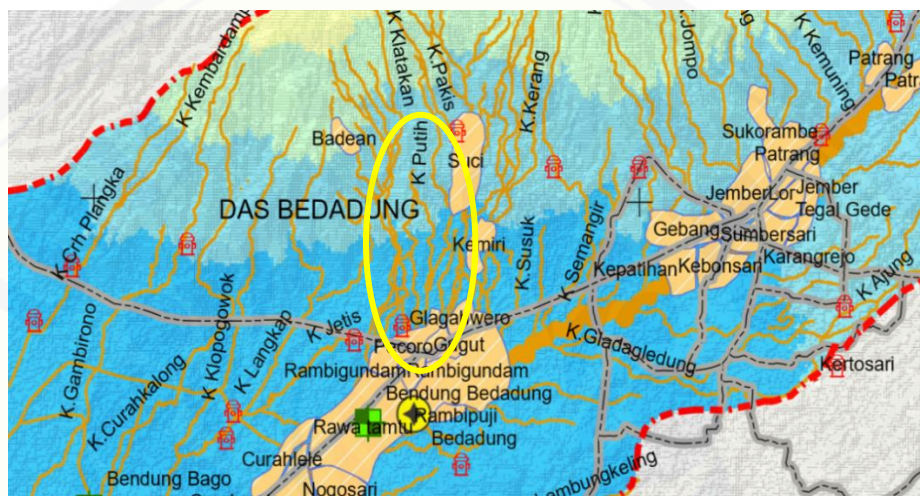 K Kembardampit
K Klatakan
K.Pakis
K.Kerang
K.Jompo
K Kemuning
Patrang
Badean
K Putih
Suci
Sukorambe
Patrang
K.Crh Plangka
DAS BEDADUNG
Jember Lor
Jember
Tegal Gede
Kemiri
K.Susuk
K.Semangir
Gebang
Sumbersari
Kepatihan
Kebonsari
Karangrejo
K Ajung
K.Gambirono
K Klopogowok
K Langkap
K Jetis
Glagahwero
Pecoro
Gugut
K.Gladagledung
Kertosari
K.Curahkalong
Rambigundam
Rambigundam
Bendung Bedadung
Rawatamtu
Rambipuji
Bedadung
Curahlele
Bendung Bago
Nogosari